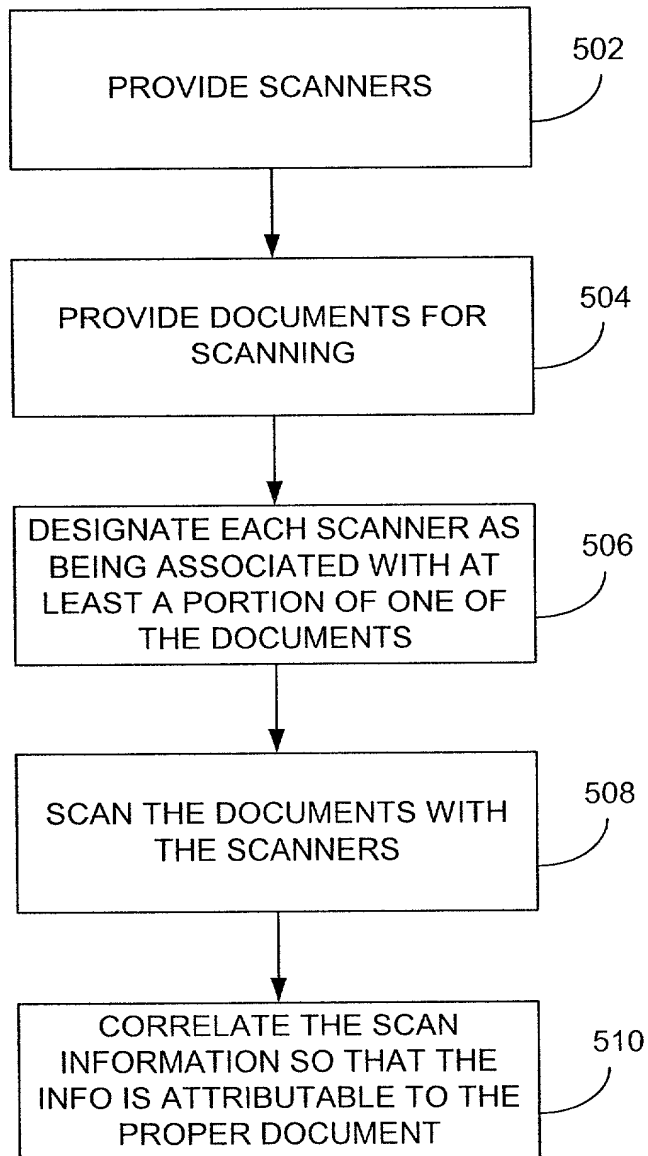 PROVIDE SCANNERS
502
PROVIDE DOCUMENTS FOR
SCANNING
504
DESIGNATE EACH SCANNER AS
BEING ASSOCIATED WITH AT
LEAST A PORTION OF ONE OF
THE DOCUMENTS
506
SCAN THE DOCUMENTS WITH
THE SCANNERS
508
CORRELATE THE SCAN
INFORMATION SO THAT THE
INFO IS ATTRIBUTABLE TO THE
PROPER DOCUMENT
510